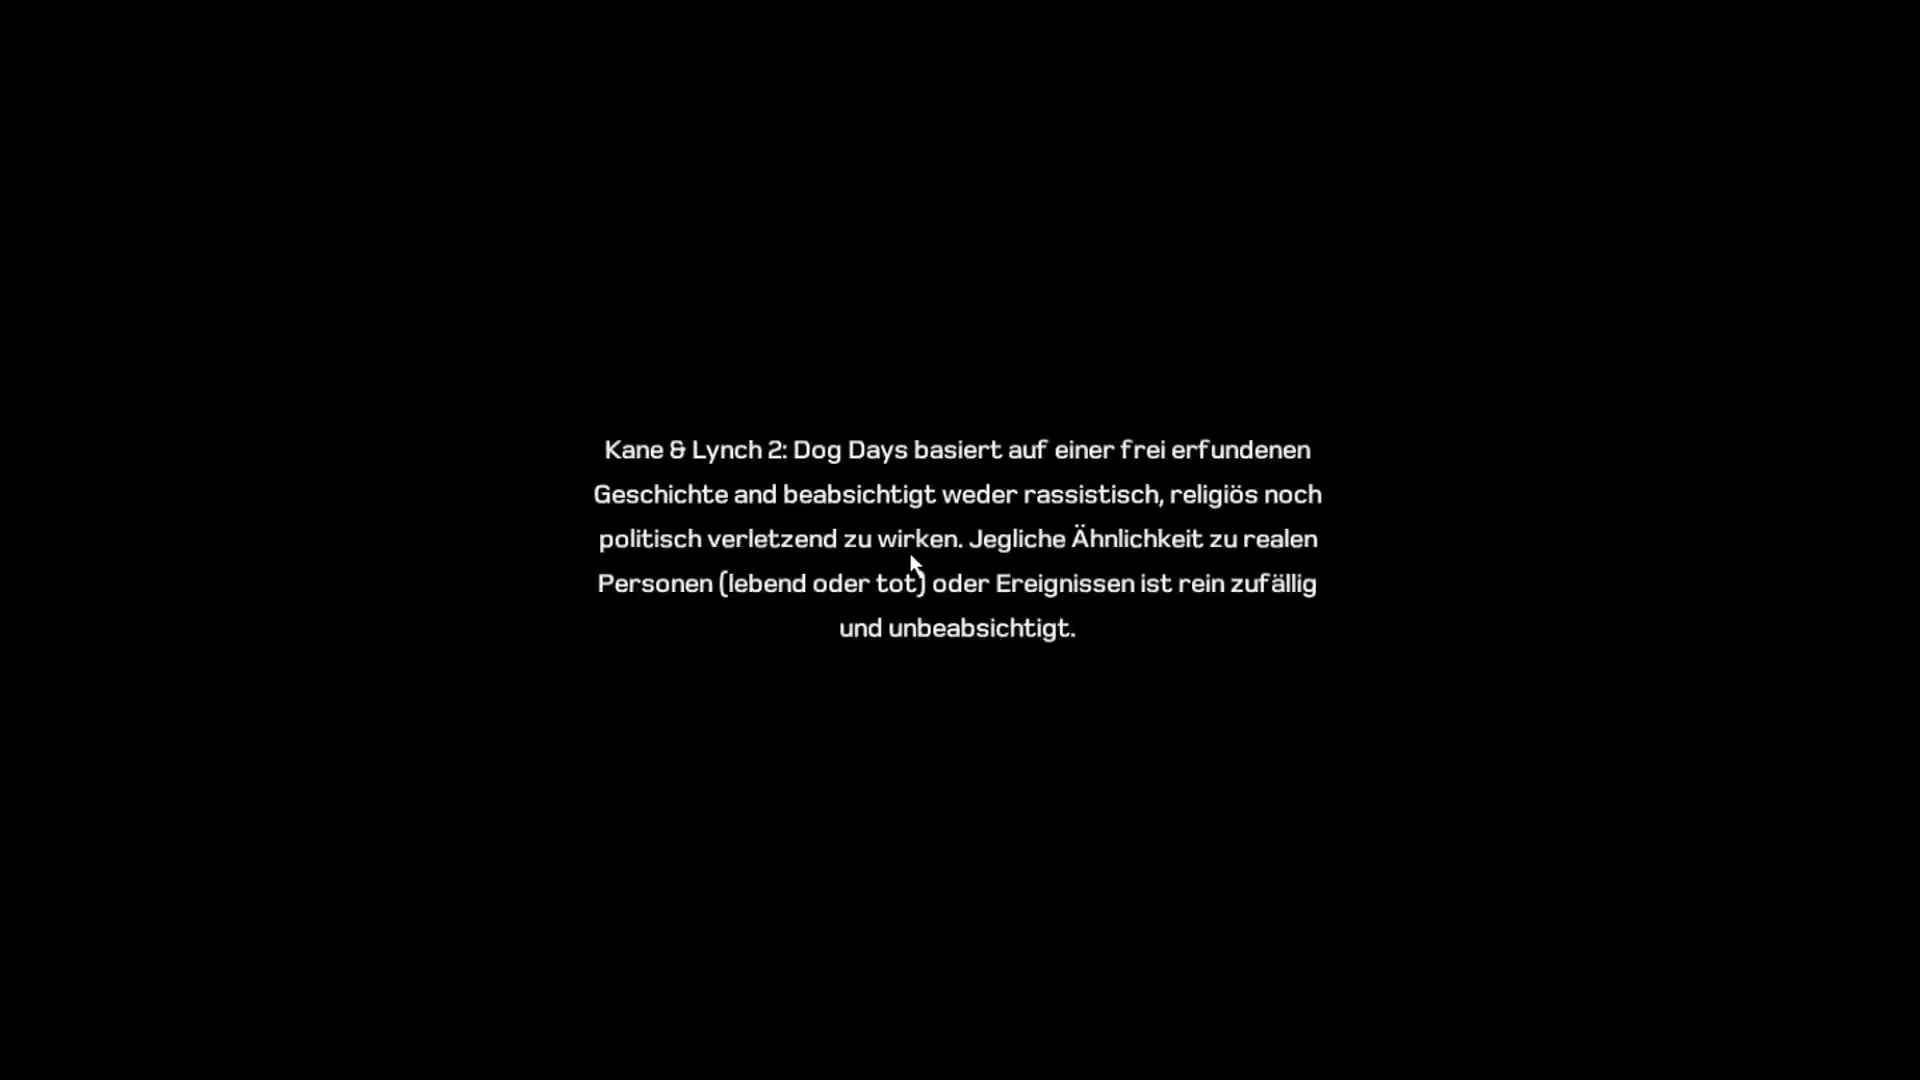 Kane & Lynch 2: Dog Days basiert auf einer frei erfundenen
Geschichte and beabsichtigt weder rassistisch, religiös noch
politisch verletzend zu wirken. Jegliche Ähnlichkeit zu realen
Personen (lebend oder tot) oder Ereignissen ist rein zufällig
und unbeabsichtigt.